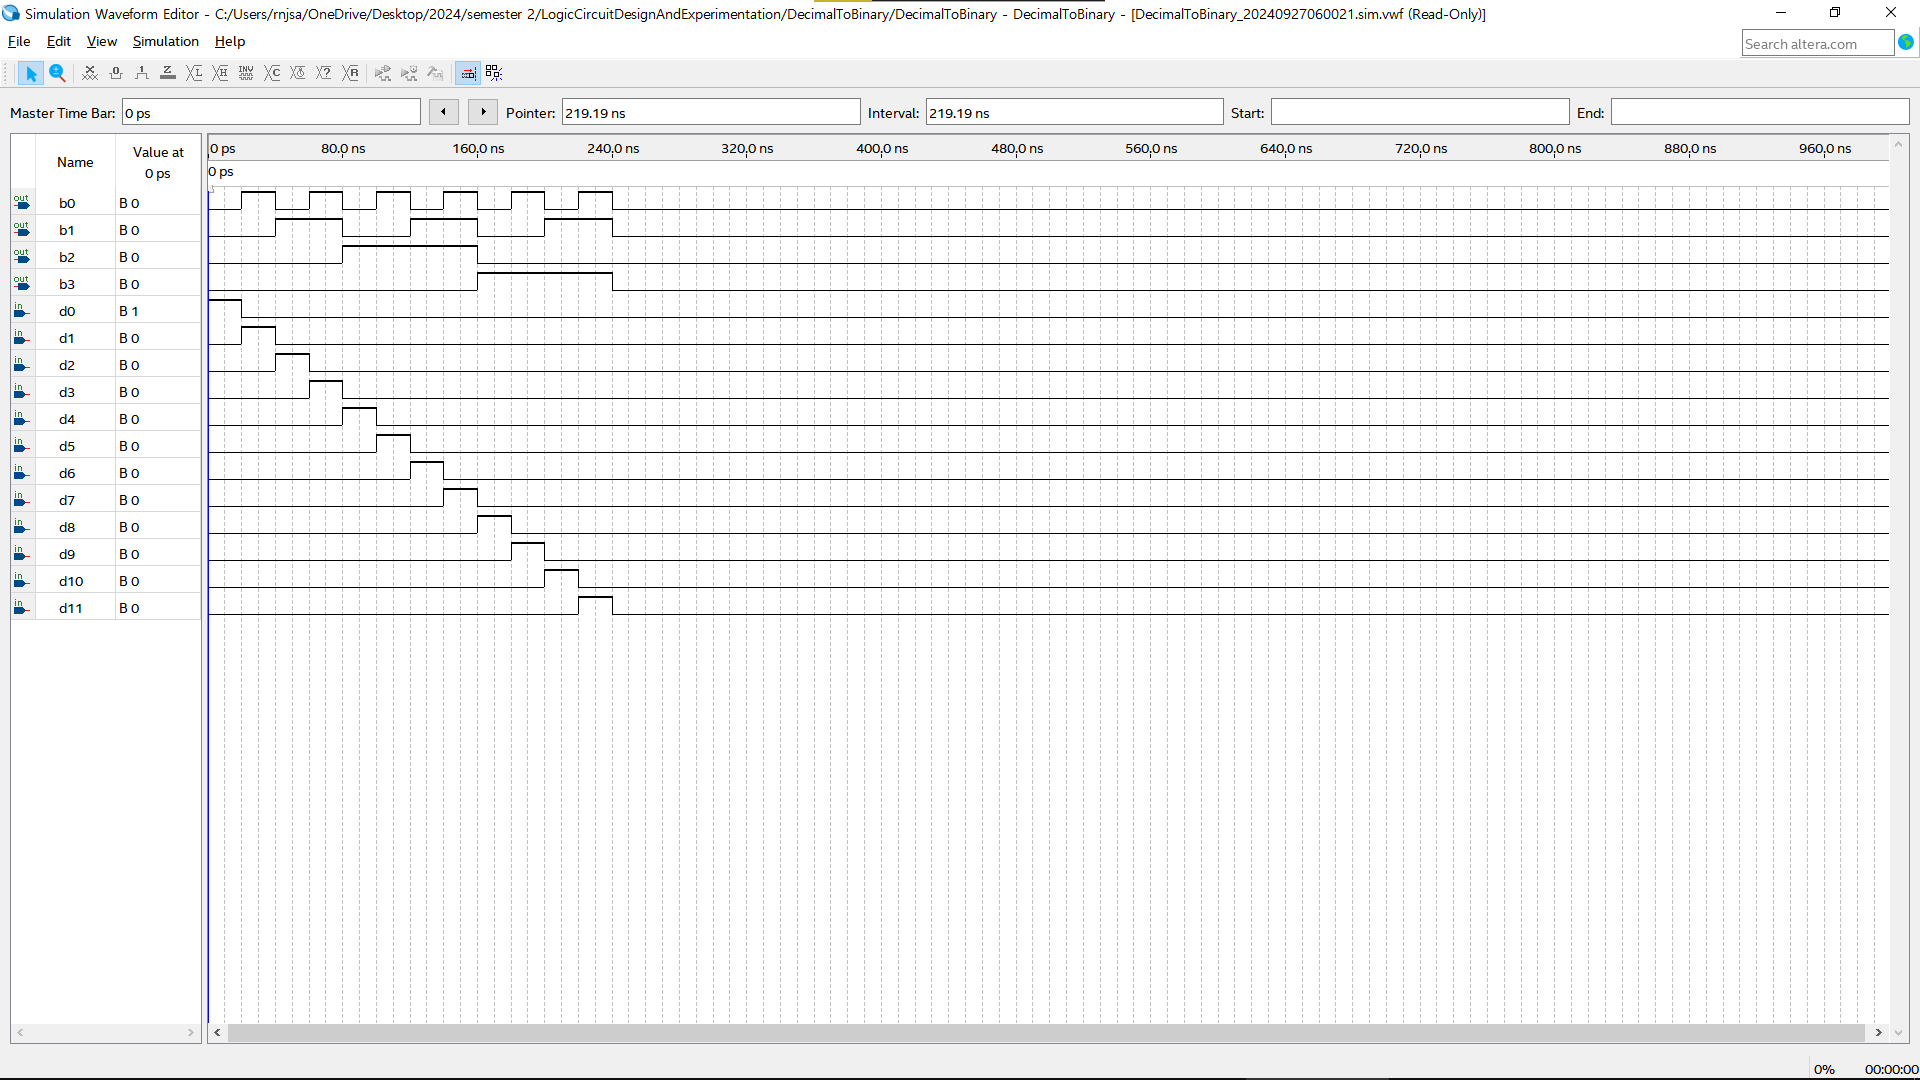 Simulation Waveform Editor - C:/Users/rnjsa/OneDrive/Desktop/2024/semester 2/LogicCircuitDesignAndExperimentation/DecimalToBinary/DecimalToBinary - DecimalToBinary - [DecimalToBinary_20240927060021.sim.vwf (Read-Only)]
File Edit View Simulation Help
Search altera.com
Master Time Bar: 0 ps Pointer: 219.19 ns Interval: 219.19 ns Start: End:
Name Value at 0 ps
0 ps 80.0 ns 160.0 ns 240.0 ns 320.0 ns 400.0 ns 480.0 ns 560.0 ns 640.0 ns 720.0 ns 800.0 ns 880.0 ns 960.0 ns
0 ps
out b0 B 0
out b1 B 0
out b2 B 0
out b3 B 0
in d0 B 1
in d1 B 0
in d2 B 0
in d3 B 0
in d4 B 0
in d5 B 0
in d6 B 0
in d7 B 0
in d8 B 0
in d9 B 0
in d10 B 0
in d11 B 0
0% 00:00:00